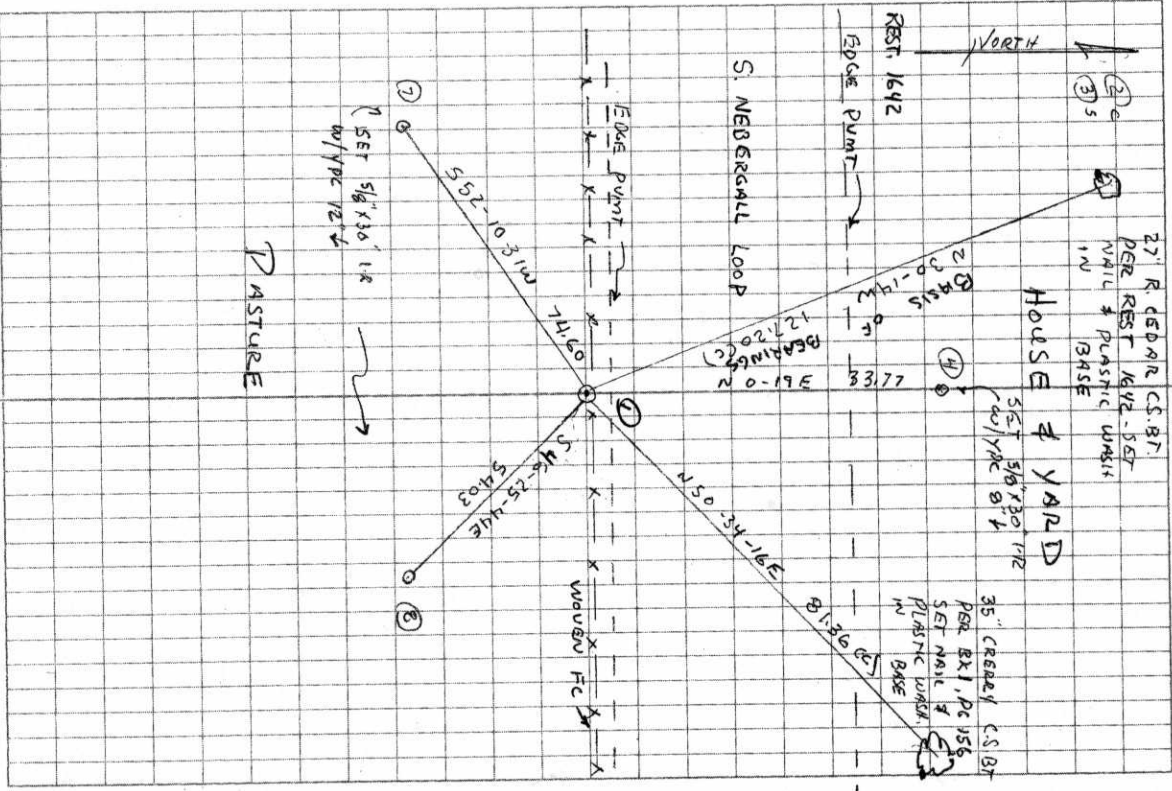 NORTH
2 C
3 S
27" R. CEDAR C.S. BT.
PER REST 1642 - SET
NAIL & PLASTIC WASH
IN BASE
REST. 1642
EDGE PVMT
HOUSE & YARD
BASIS
OF
BEARINGS (C)
127.20
4
SET 5/8" x 30" I.R
W/YPC 8" ↓
N 0-19 E 33.77
35" CHERRY C.S BT
PER BK 1, PG 156
SET NAIL &
PLASTIC WASH.
IN BASE
N 50-34-16 E
81.36 (C)
S. NEBERGALL LOOP
EDGE PVMT
1
WOVEN FC
7
S 52-10-31 W 74.60
S 46-25-44 E
54.03
8
SET 5/8" x 30" I.R
W/YPC 12" ↓
PASTURE